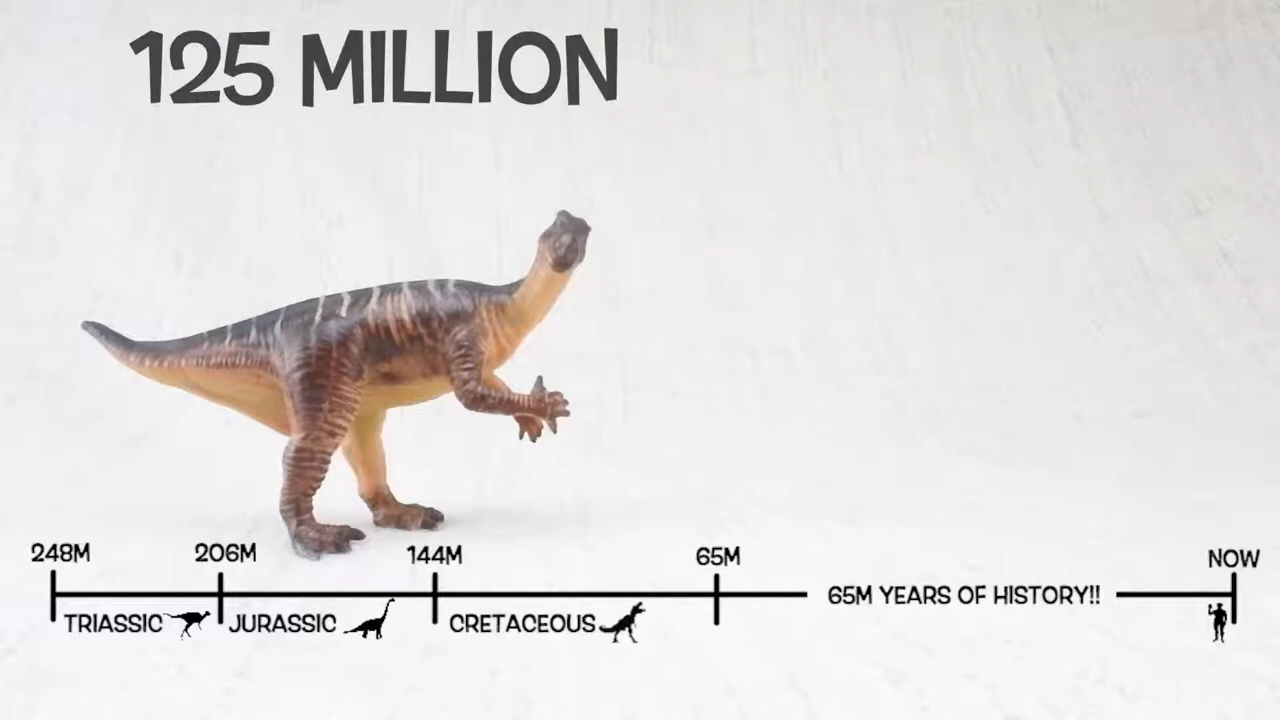 125 MILLION
248M 206M 144M 65M NOW
65M YEARS OF HISTORY!!
TRIASSIC JURASSIC CRETACEOUS